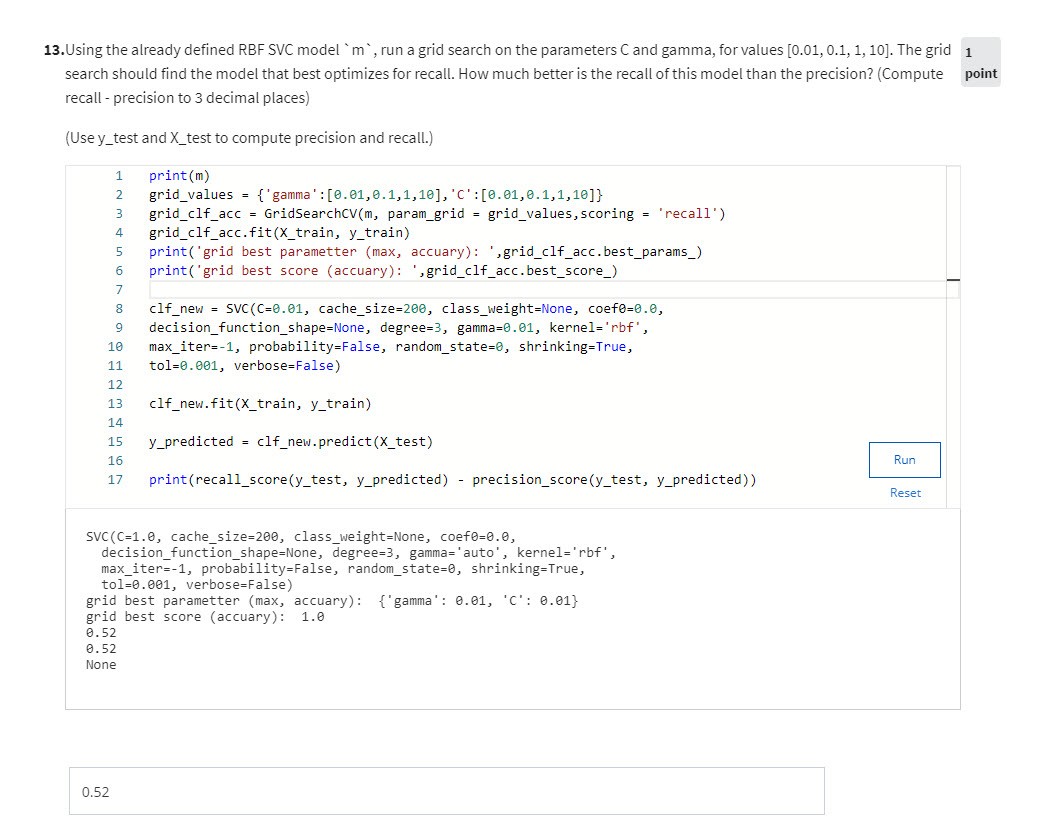 13.Using the already defined RBF SVC model `m`, run a grid search on the parameters C and gamma, for values [0.01, 0.1, 1, 10]. The grid
search should find the model that best optimizes for recall. How much better is the recall of this model than the precision? (Compute
recall - precision to 3 decimal places)
1
point
(Use y_test and X_test to compute precision and recall.)
1 print(m)
2 grid_values = {'gamma':[0.01,0.1,1,10],'C':[0.01,0.1,1,10]}
3 grid_clf_acc = GridSearchCV(m, param_grid = grid_values,scoring = 'recall')
4 grid_clf_acc.fit(X_train, y_train)
5 print('grid best parametter (max, accuary): ',grid_clf_acc.best_params_)
6 print('grid best score (accuary): ',grid_clf_acc.best_score_)
7
8 clf_new = SVC(C=0.01, cache_size=200, class_weight=None, coef0=0.0,
9 decision_function_shape=None, degree=3, gamma=0.01, kernel='rbf',
10 max_iter=-1, probability=False, random_state=0, shrinking=True,
11 tol=0.001, verbose=False)
12
13 clf_new.fit(X_train, y_train)
14
15 y_predicted = clf_new.predict(X_test)
16
17 print(recall_score(y_test, y_predicted) - precision_score(y_test, y_predicted))
Run
Reset
SVC(C=1.0, cache_size=200, class_weight=None, coef0=0.0,
decision_function_shape=None, degree=3, gamma='auto', kernel='rbf',
max_iter=-1, probability=False, random_state=0, shrinking=True,
tol=0.001, verbose=False)
grid best parametter (max, accuary):  {'gamma': 0.01, 'C': 0.01}
grid best score (accuary):  1.0
0.52
0.52
None
0.52